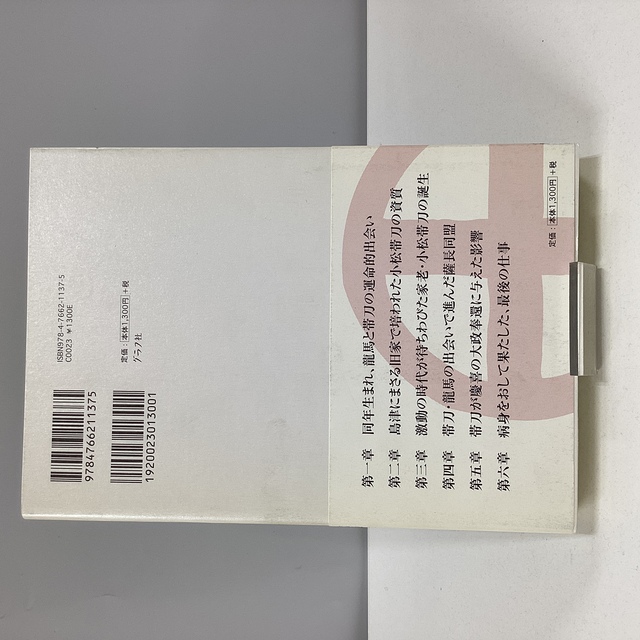 ISBN978-4-7662-1137-5
C0023 ¥1300E
定価:本体1,300円+税
グラフ社
9784766211375
1920023013001
第一章 同年生まれ、龍馬と帯刀の運命的出会い
第二章 島津にまさる旧家で培われた小松帯刀の資質
第三章 激動の時代が待ちわびた家老・小松帯刀の誕生
第四章 帯刀・龍馬の出会いで進んだ薩長同盟
第五章 帯刀が慶喜の大政奉還に与えた影響
第六章 病身をおして果たした、最後の仕事
定価:本体1,300円+税